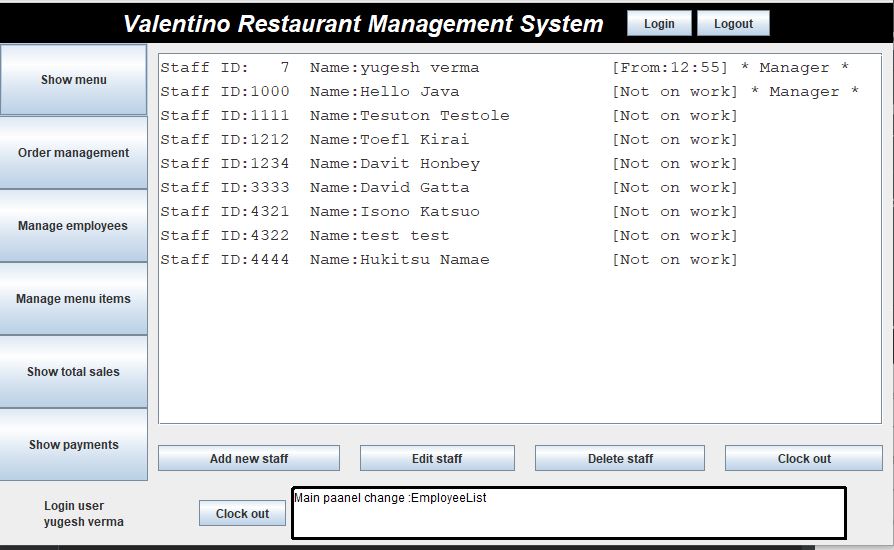 Valentino Restaurant Management System Login Logout
Show menu
Order management
Manage employees
Manage menu items
Show total sales
Show payments
Staff ID:   7  Name:yugesh verma             [From:12:55] * Manager *
Staff ID:1000  Name:Hello Java               [Not on work] * Manager *
Staff ID:1111  Name:Tesuton Testole          [Not on work]
Staff ID:1212  Name:Toefl Kirai              [Not on work]
Staff ID:1234  Name:Davit Honbey             [Not on work]
Staff ID:3333  Name:David Gatta              [Not on work]
Staff ID:4321  Name:Isono Katsuo             [Not on work]
Staff ID:4322  Name:test test                [Not on work]
Staff ID:4444  Name:Hukitsu Namae            [Not on work]
Add new staff Edit staff Delete staff Clock out
Login user
yugesh verma
Clock out
Main paanel change :EmployeeList